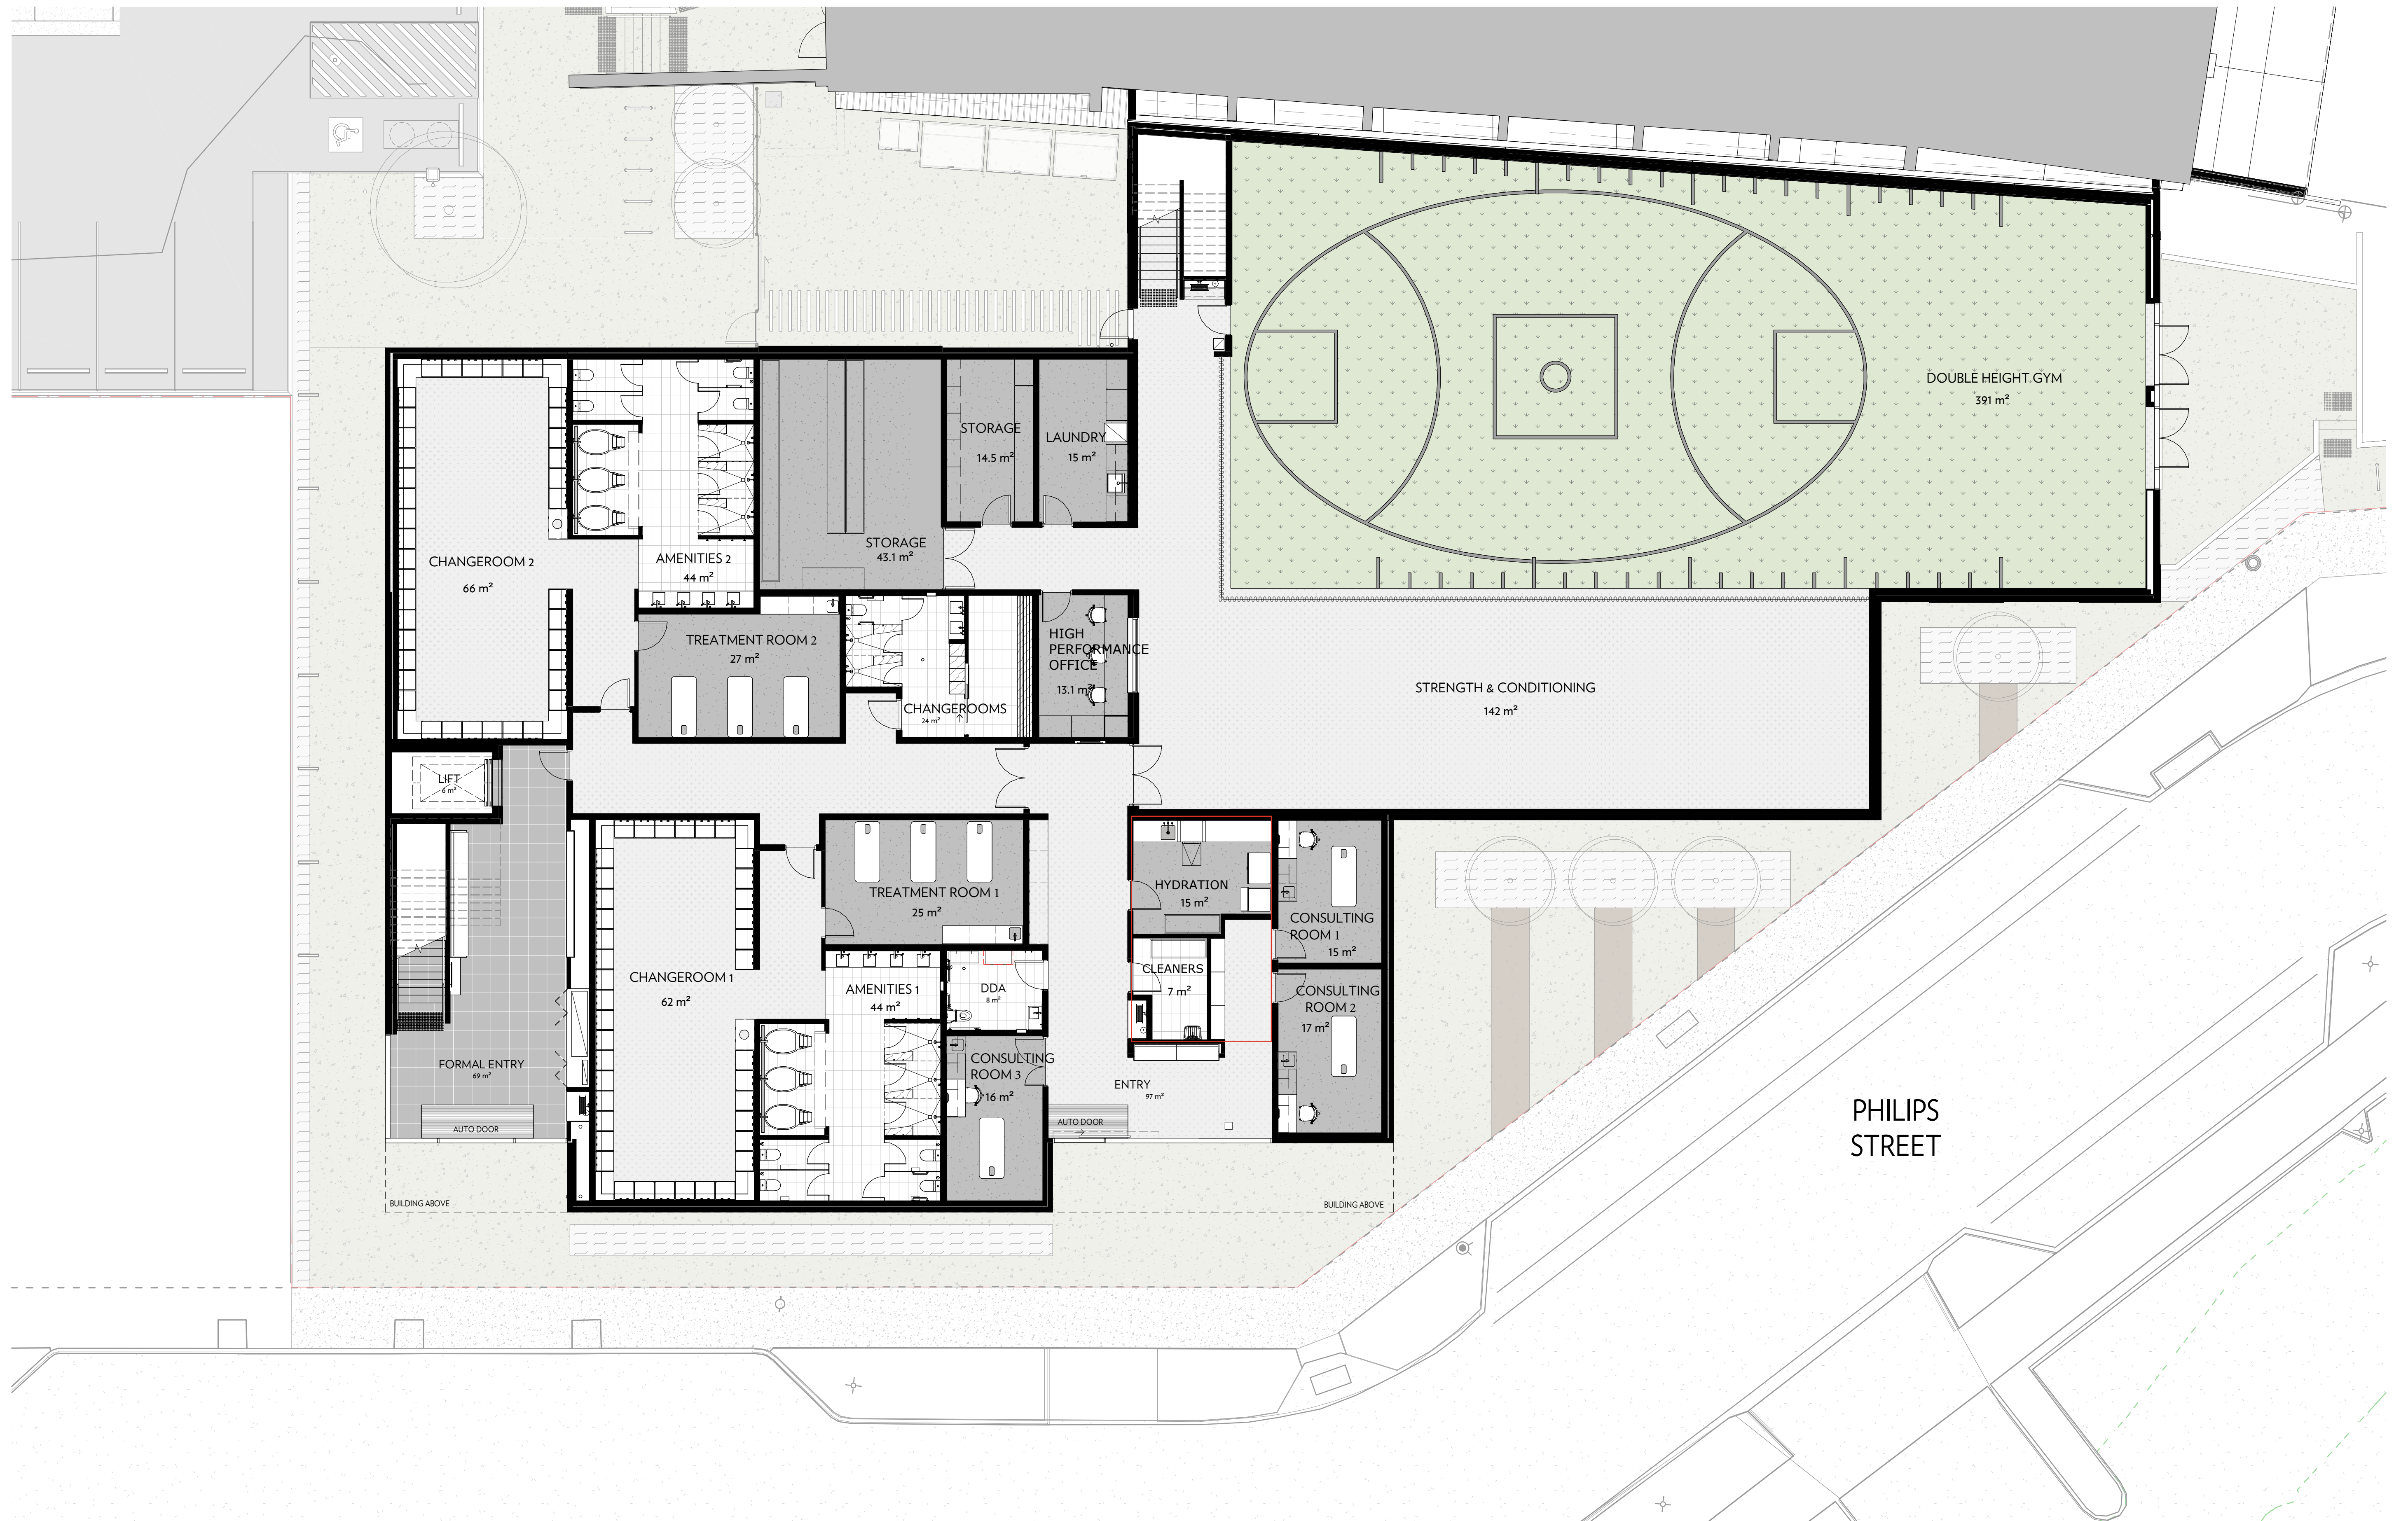 DOUBLE HEIGHT GYM
391 m²
STORAGE
14.5 m²
LAUNDRY
15 m²
STORAGE
43.1 m²
CHANGEROOM 2
66 m²
AMENITIES 2
44 m²
TREATMENT ROOM 2
27 m²
HIGH
PERFORMANCE
OFFICE
13.1 m²
CHANGEROOMS
24 m²
STRENGTH & CONDITIONING
142 m²
LIFT
6 m²
TREATMENT ROOM 1
25 m²
HYDRATION
15 m²
CONSULTING
ROOM 1
15 m²
CHANGEROOM 1
62 m²
AMENITIES 1
44 m²
DDA
8 m²
CLEANERS
7 m²
CONSULTING
ROOM 2
17 m²
FORMAL ENTRY
69 m²
CONSULTING
ROOM 3
16 m²
ENTRY
97 m²
AUTO DOOR
AUTO DOOR
PHILIPS
STREET
BUILDING ABOVE
BUILDING ABOVE